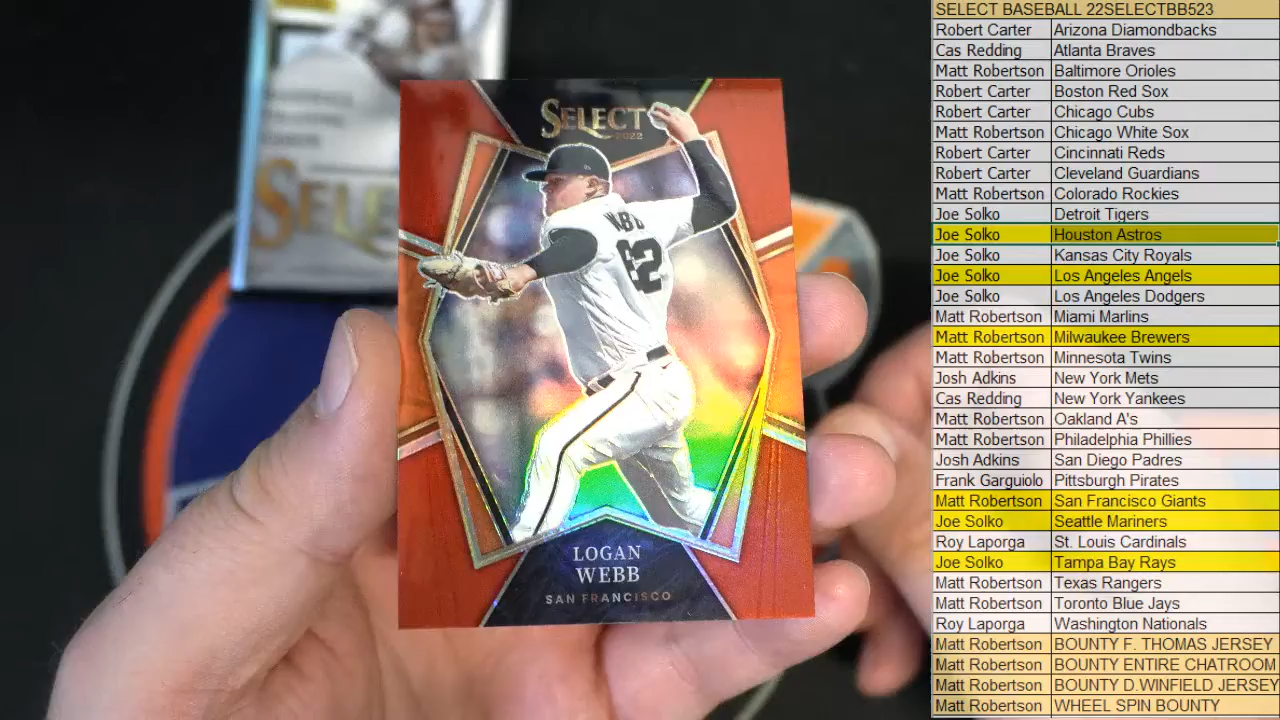 SELECT
2022
WEBB
62
LOGAN
WEBB
SAN FRANCISCO
SELECT BASEBALL 22SELECTBB523
Robert Carter Arizona Diamondbacks
Cas Redding Atlanta Braves
Matt Robertson Baltimore Orioles
Robert Carter Boston Red Sox
Robert Carter Chicago Cubs
Matt Robertson Chicago White Sox
Robert Carter Cincinnati Reds
Robert Carter Cleveland Guardians
Matt Robertson Colorado Rockies
Joe Solko Detroit Tigers
Joe Solko Houston Astros
Joe Solko Kansas City Royals
Joe Solko Los Angeles Angels
Joe Solko Los Angeles Dodgers
Matt Robertson Miami Marlins
Matt Robertson Milwaukee Brewers
Matt Robertson Minnesota Twins
Josh Adkins New York Mets
Cas Redding New York Yankees
Matt Robertson Oakland A's
Matt Robertson Philadelphia Phillies
Josh Adkins San Diego Padres
Frank Garguiolo Pittsburgh Pirates
Matt Robertson San Francisco Giants
Joe Solko Seattle Mariners
Roy Laporga St. Louis Cardinals
Joe Solko Tampa Bay Rays
Matt Robertson Texas Rangers
Matt Robertson Toronto Blue Jays
Roy Laporga Washington Nationals
Matt Robertson BOUNTY F. THOMAS JERSEY
Matt Robertson BOUNTY ENTIRE CHATROOM
Matt Robertson BOUNTY D.WINFIELD JERSEY
Matt Robertson WHEEL SPIN BOUNTY